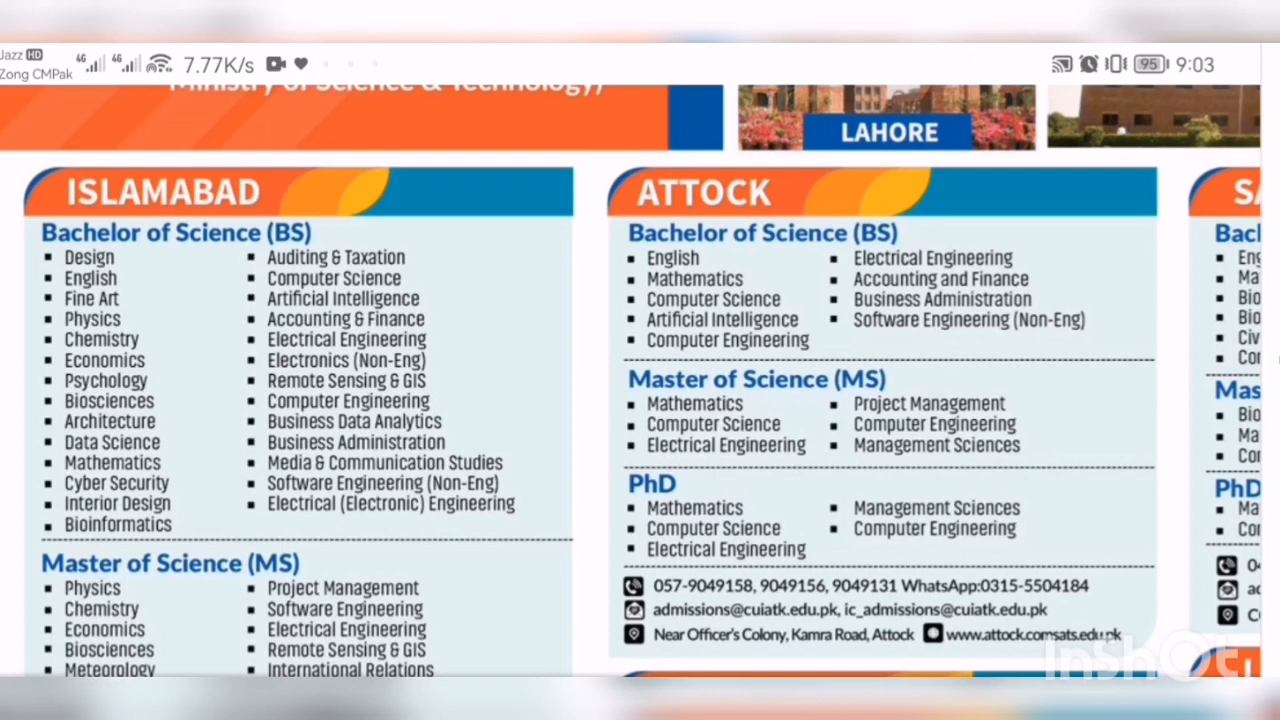 Jazz HD
Zong CMPak
4G 4G 7.77K/s
95 9:03
Ministry of Science & Technology)
LAHORE
ISLAMABAD
Bachelor of Science (BS)
Design
English
Fine Art
Physics
Chemistry
Economics
Psychology
Biosciences
Architecture
Data Science
Mathematics
Cyber Security
Interior Design
Bioinformatics
Auditing & Taxation
Computer Science
Artificial Intelligence
Accounting & Finance
Electrical Engineering
Electronics (Non-Eng)
Remote Sensing & GIS
Computer Engineering
Business Data Analytics
Business Administration
Media & Communication Studies
Software Engineering (Non-Eng)
Electrical (Electronic) Engineering
Master of Science (MS)
Physics
Chemistry
Economics
Biosciences
Meteorology
Project Management
Software Engineering
Electrical Engineering
Remote Sensing & GIS
International Relations
ATTOCK
Bachelor of Science (BS)
English
Mathematics
Computer Science
Artificial Intelligence
Computer Engineering
Electrical Engineering
Accounting and Finance
Business Administration
Software Engineering (Non-Eng)
Master of Science (MS)
Mathematics
Computer Science
Electrical Engineering
Project Management
Computer Engineering
Management Sciences
PhD
Mathematics
Computer Science
Electrical Engineering
Management Sciences
Computer Engineering
057-9049158, 9049156, 9049131 WhatsApp:0315-5504184
admissions@cuiatk.edu.pk, ic_admissions@cuiatk.edu.pk
Near Officer's Colony, Kamra Road, Attock www.attock.comsats.edu.pk
PhD
InShOt